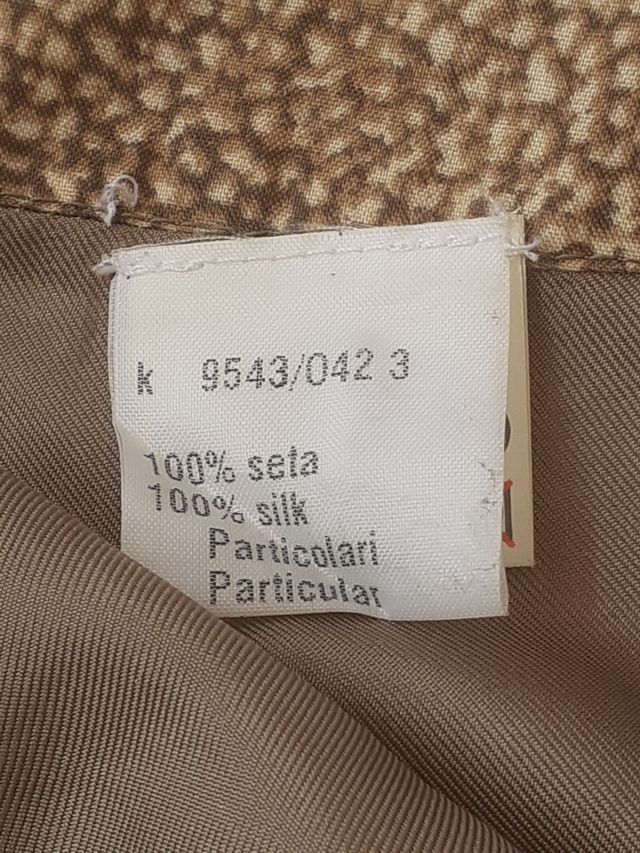 k 9543/042 3
100% seta
100% silk
Particolari
Particular